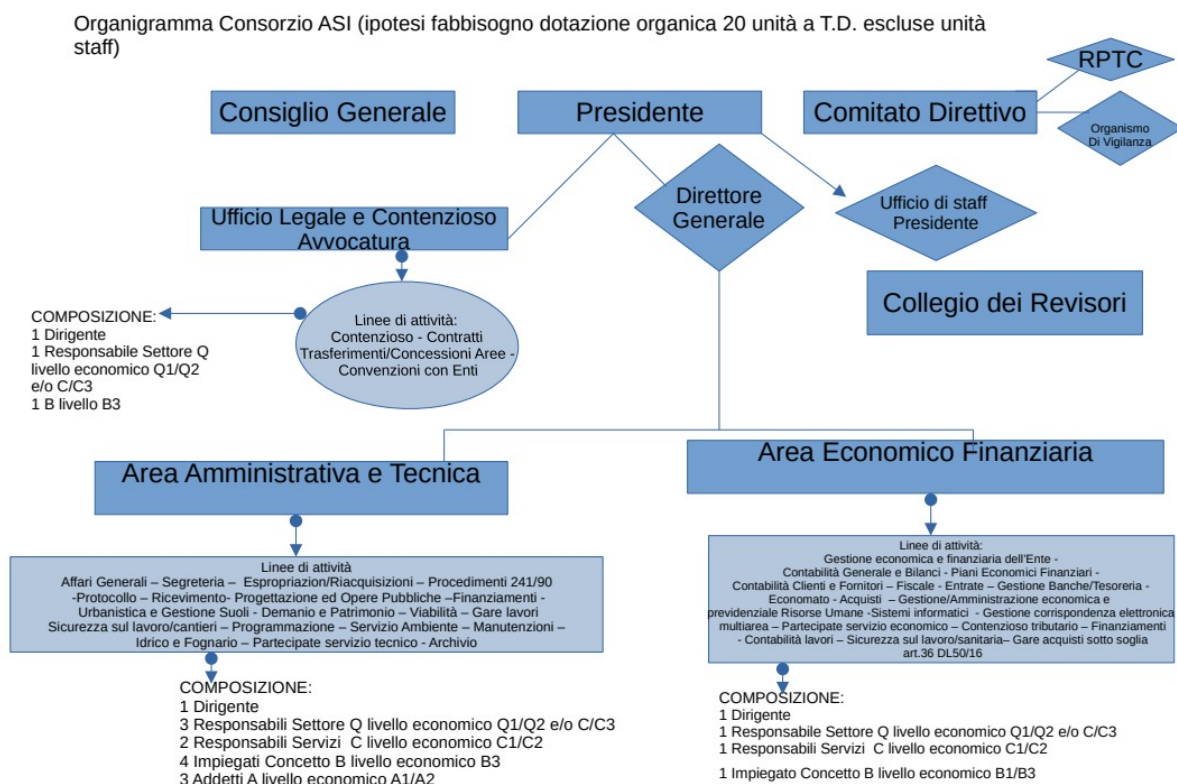 Organigramma Consorzio ASI (ipotesi fabbisogno dotazione organica 20 unità a T.D. escluse unità
staff)
RPTC
Consiglio Generale
Presidente
Comitato Direttivo
Organismo
Di Vigilanza
Direttore
Generale
Ufficio di staff
Presidente
Ufficio Legale e Contenzioso
Avvocatura
Collegio dei Revisori
COMPOSIZIONE:
1 Dirigente
1 Responsabile Settore Q
livello economico Q1/Q2
e/o C/C3
1 B livello B3
Linee di attività:
Contenzioso - Contratti
Trasferimenti/Concessioni Aree -
Convenzioni con Enti
Area Amministrativa e Tecnica
Area Economico Finanziaria
Linee di attività
Affari Generali – Segreteria – Espropriazion/Riacquisizioni – Procedimenti 241/90
-Protocollo – Ricevimento- Progettazione ed Opere Pubbliche –Finanziamenti -
Urbanistica e Gestione Suoli - Demanio e Patrimonio – Viabilità – Gare lavori
Sicurezza sul lavoro/cantieri – Programmazione – Servizio Ambiente – Manutenzioni –
Idrico e Fognario – Partecipate servizio tecnico - Archivio
Linee di attività:
Gestione economica e finanziaria dell'Ente -
Contabilità Generale e Bilanci - Piani Economici Finanziari -
Contabilità Clienti e Fornitori – Fiscale - Entrate – Gestione Banche/Tesoreria -
Economato - Acquisti – Gestione/Amministrazione economica e
previdenziale Risorse Umane -Sistemi informatici - Gestione corrispondenza elettronica
multiarea – Partecipate servizio economico – Contenzioso tributario – Finanziamenti
- Contabilità lavori – Sicurezza sul lavoro/sanitaria– Gare acquisti sotto soglia
art.36 DL50/16
COMPOSIZIONE:
1 Dirigente
3 Responsabili Settore Q livello economico Q1/Q2 e/o C/C3
2 Responsabili Servizi C livello economico C1/C2
4 Impiegati Concetto B livello economico B3
3 Addetti A livello economico A1/A2
COMPOSIZIONE:
1 Dirigente
1 Responsabile Settore Q livello economico Q1/Q2 e/o C/C3
1 Responsabili Servizi C livello economico C1/C2
1 Impiegato Concetto B livello economico B1/B3